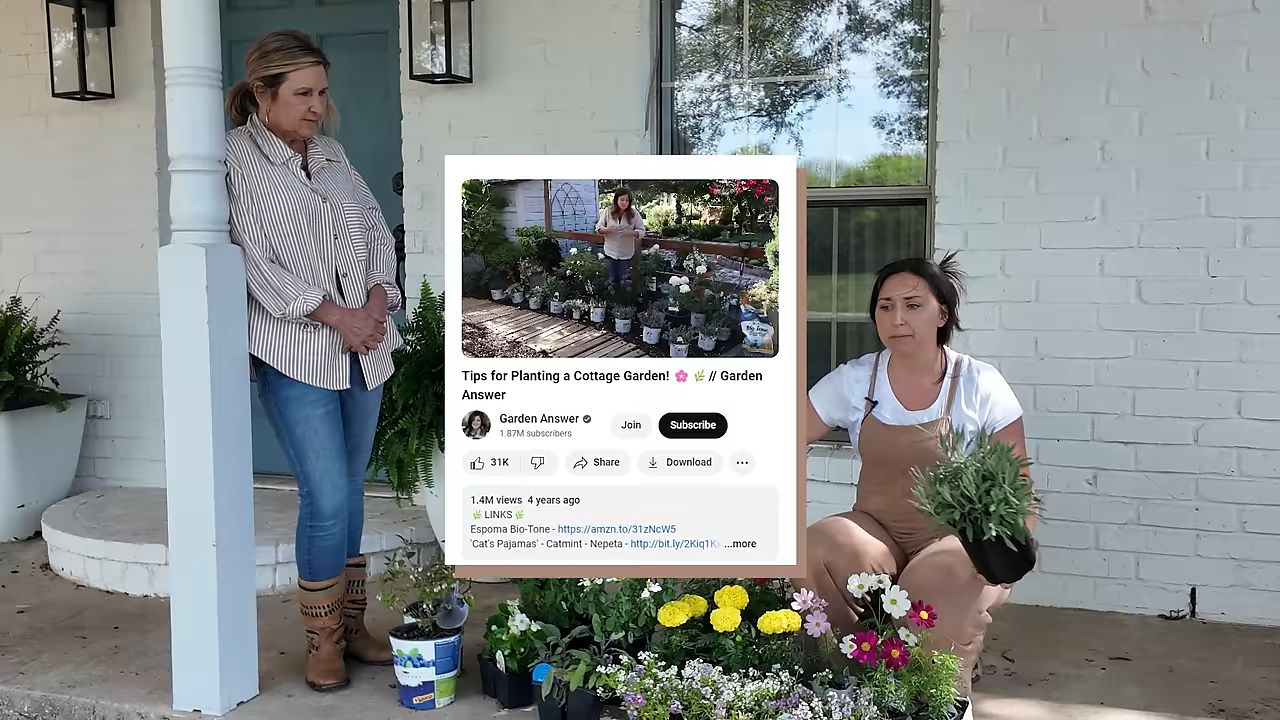 Tips for Planting a Cottage Garden! 🌸 🌿 // Garden
Answer
Garden Answer
1.87M subscribers
Join
Subscribe
31K
Share
Download
1.4M views 4 years ago
🌿 LINKS 🌿
Espoma Bio-Tone - https://amzn.to/31zNcW5
'Cat's Pajamas' - Catmint - Nepeta - http://bit.ly/2Kiq1K
...more